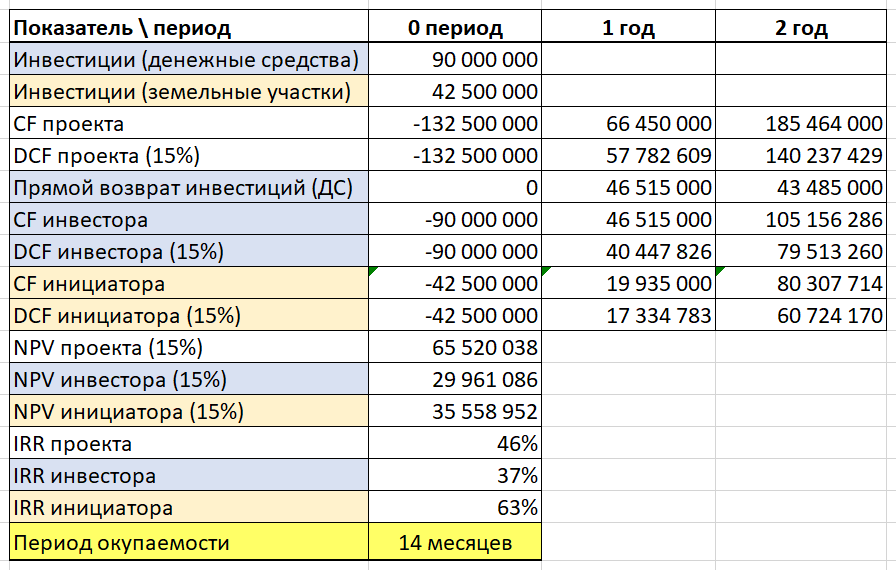 Показатель \ период 0 период 1 год 2 год
Инвестиции (денежные средства) 90 000 000
Инвестиции (земельные участки) 42 500 000
CF проекта -132 500 000 66 450 000 185 464 000
DCF проекта (15%) -132 500 000 57 782 609 140 237 429
Прямой возврат инвестиций (ДС) 0 46 515 000 43 485 000
CF инвестора -90 000 000 46 515 000 105 156 286
DCF инвестора (15%) -90 000 000 40 447 826 79 513 260
CF инициатора -42 500 000 19 935 000 80 307 714
DCF инициатора (15%) -42 500 000 17 334 783 60 724 170
NPV проекта (15%) 65 520 038
NPV инвестора (15%) 29 961 086
NPV инициатора (15%) 35 558 952
IRR проекта 46%
IRR инвестора 37%
IRR инициатора 63%
Период окупаемости 14 месяцев